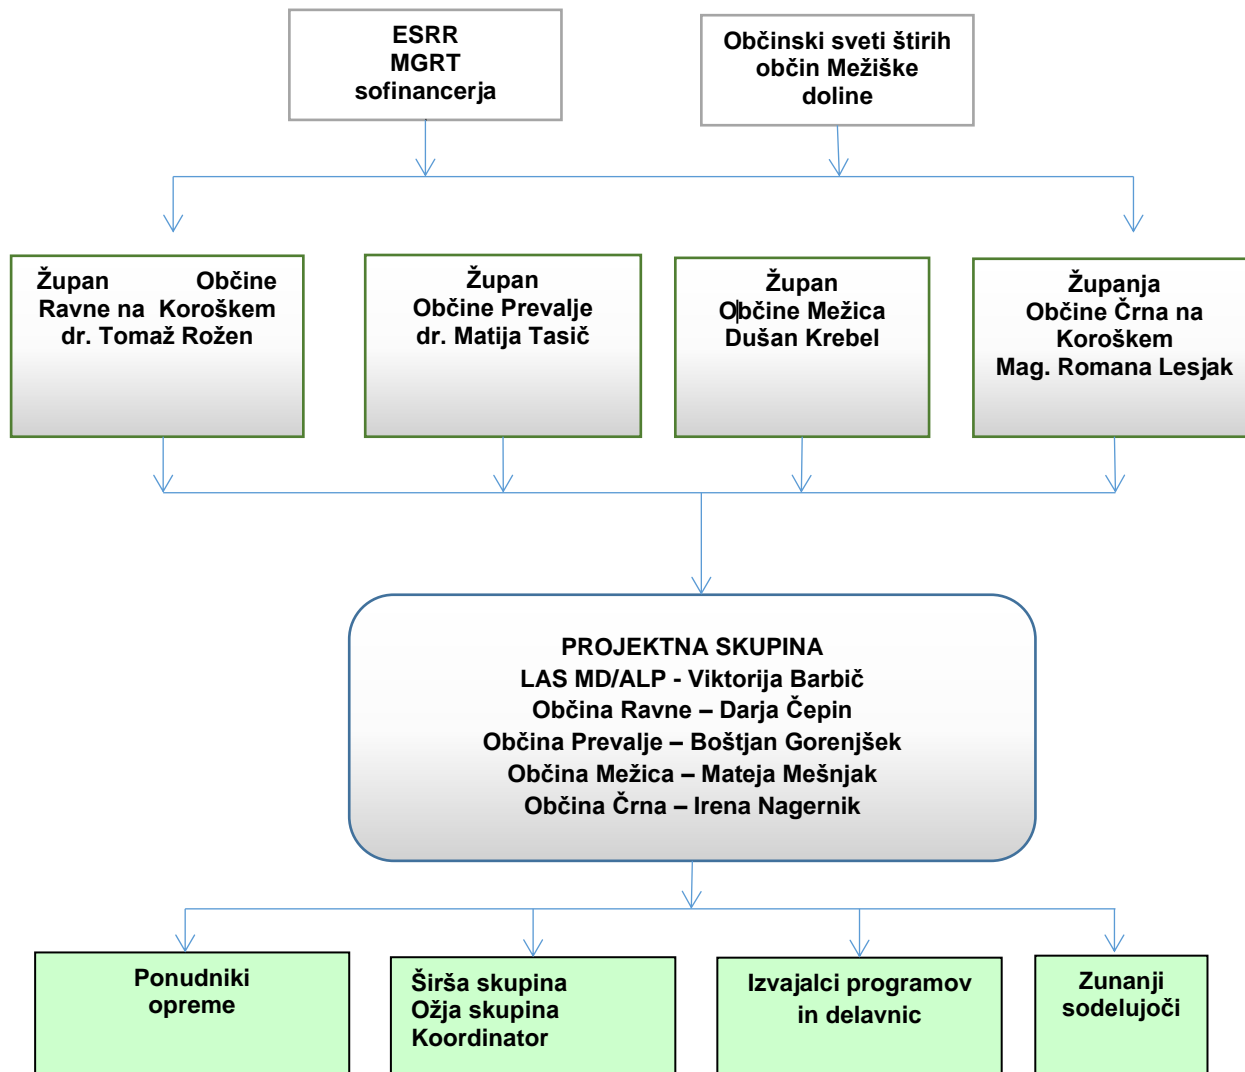 ESRR
MGRT
sofinancerja
Občinski sveti štirih
občin Mežiške
doline
Župan Občine
Ravne na Koroškem
dr. Tomaž Rožen
Župan
Občine Prevalje
dr. Matija Tasič
Župan
Občine Mežica
Dušan Krebel
Županja
Občine Črna na
Koroškem
Mag. Romana Lesjak
PROJEKTNA SKUPINA
LAS MD/ALP - Viktorija Barbič
Občina Ravne – Darja Čepin
Občina Prevalje – Boštjan Gorenjšek
Občina Mežica – Mateja Mešnjak
Občina Črna – Irena Nagernik
Ponudniki
opreme
Širša skupina
Ožja skupina
Koordinator
Izvajalci programov
in delavnic
Zunanji
sodelujoči